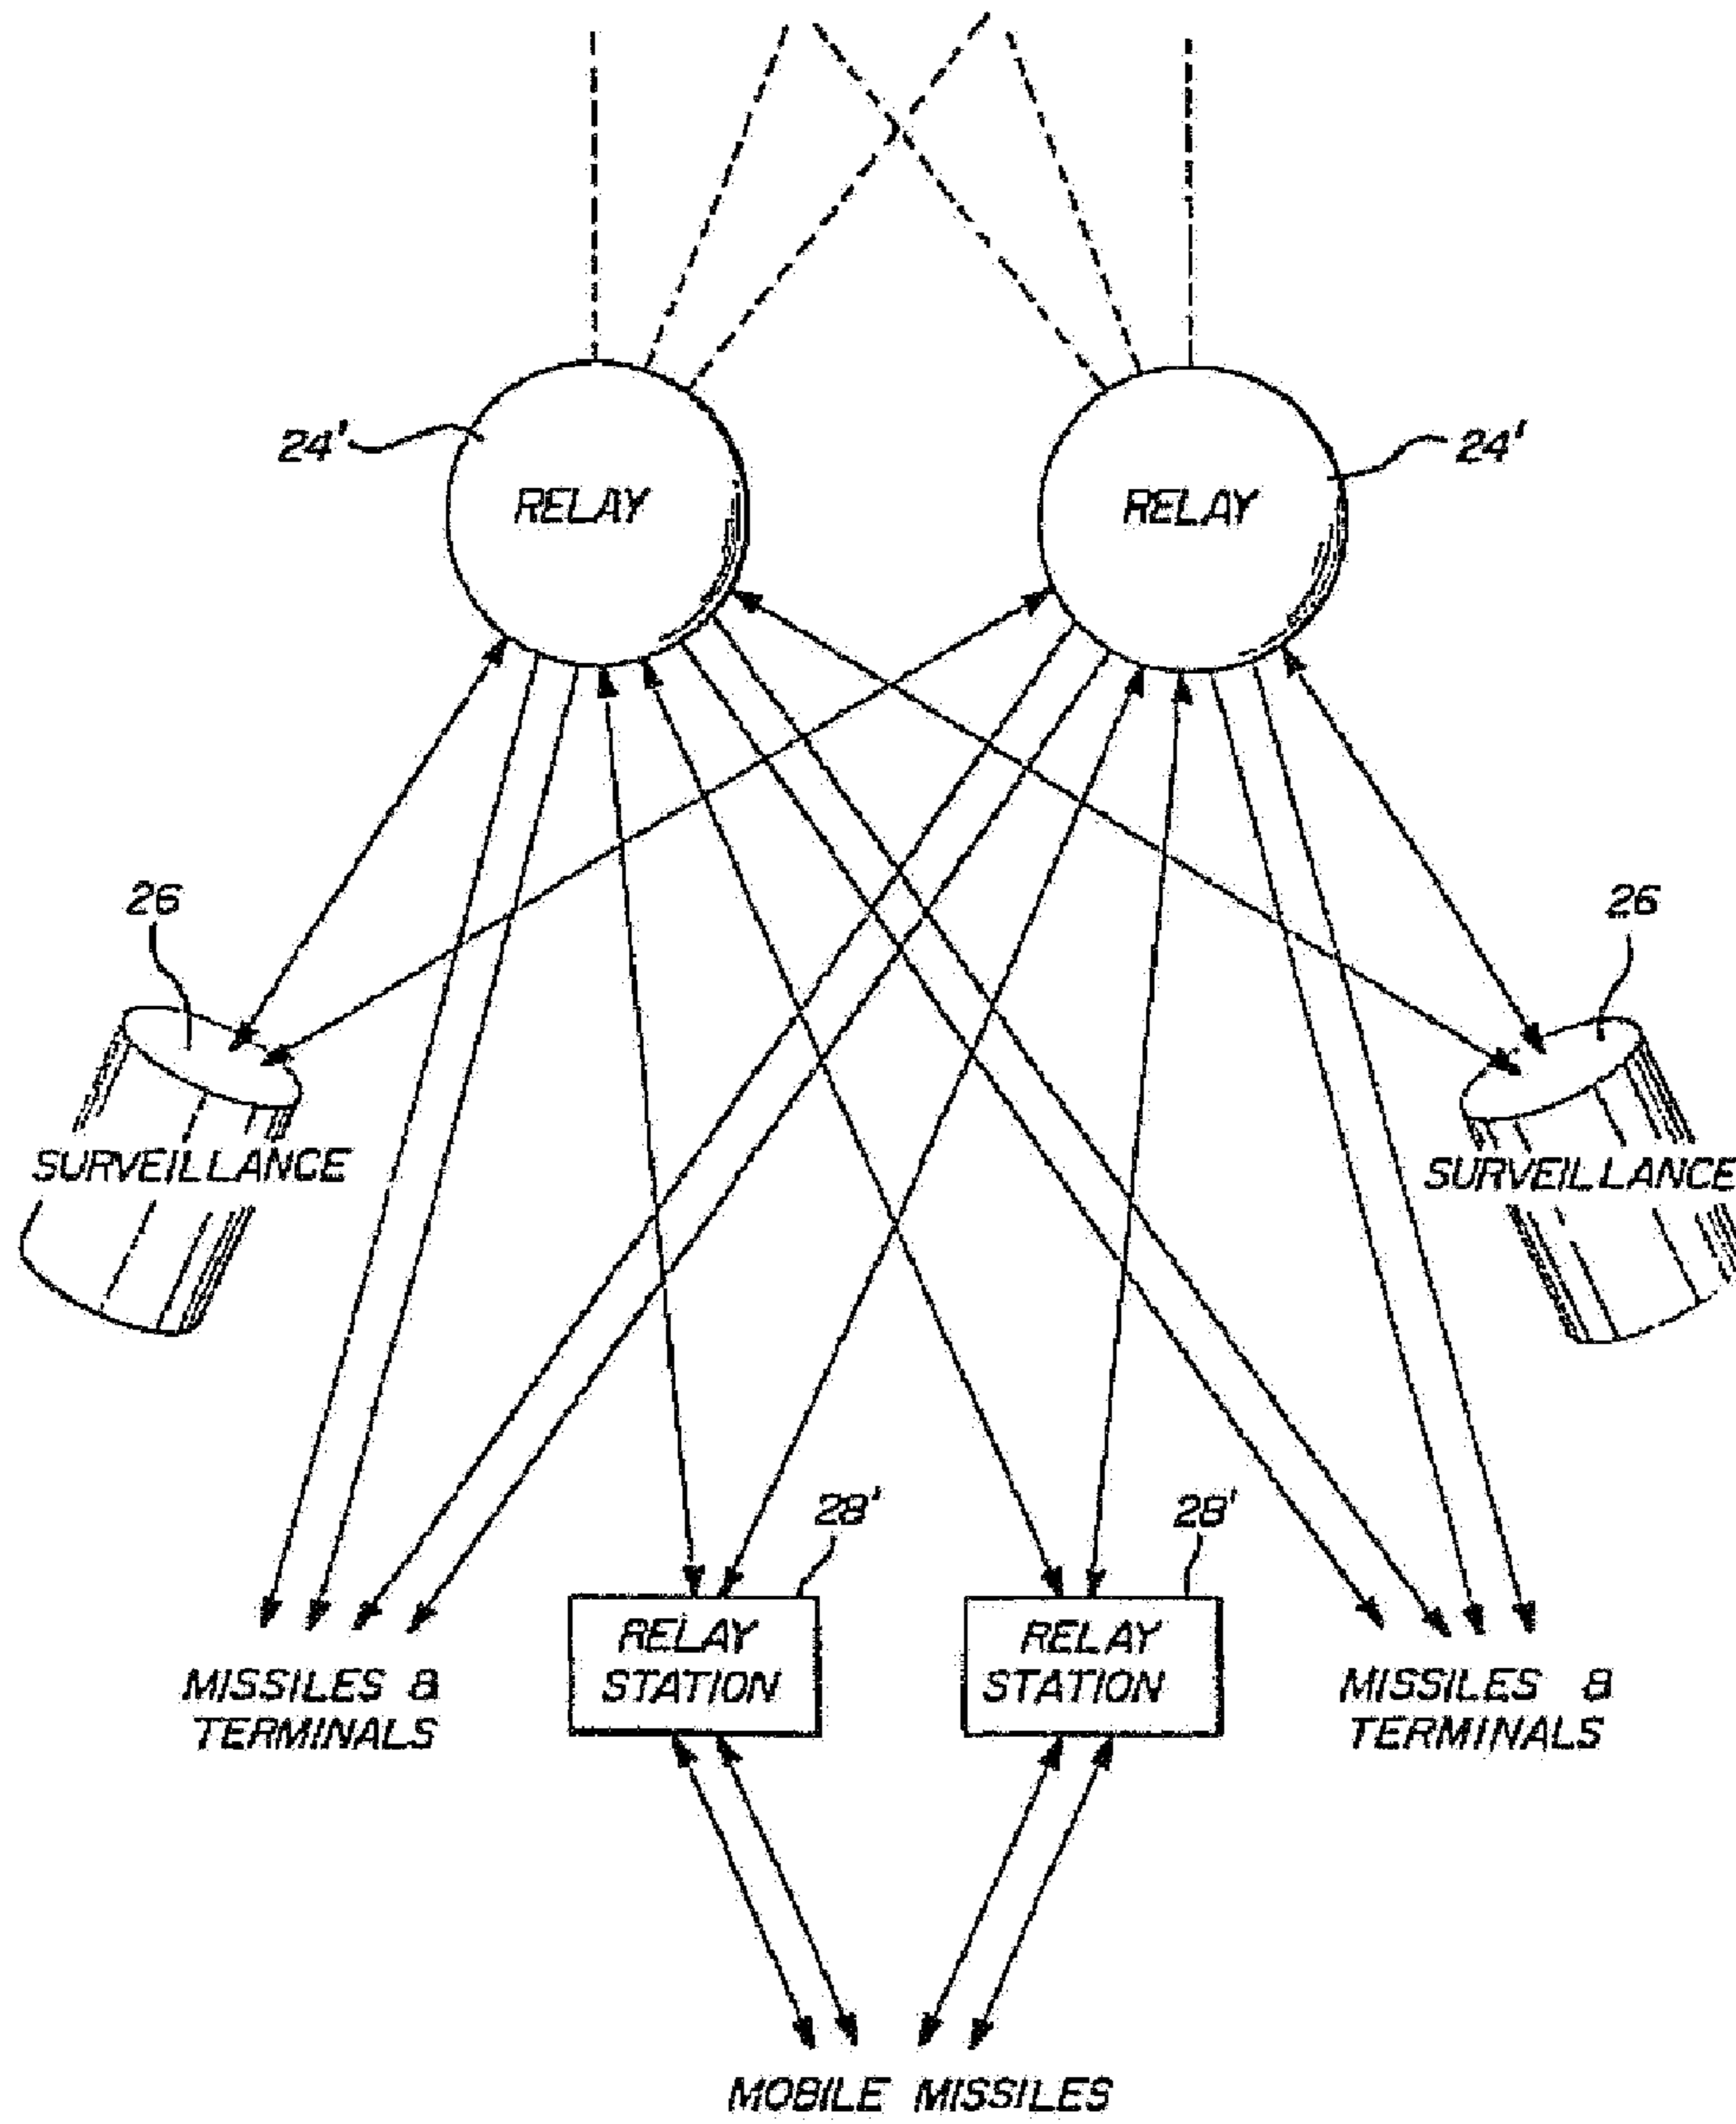 24'
RELAY
RELAY
24'
26
26
SURVEILLANCE
SURVEILLANCE
28'
28'
RELAY
STATION
RELAY
STATION
MISSILES &
TERMINALS
MISSILES &
TERMINALS
MOBILE MISSILES